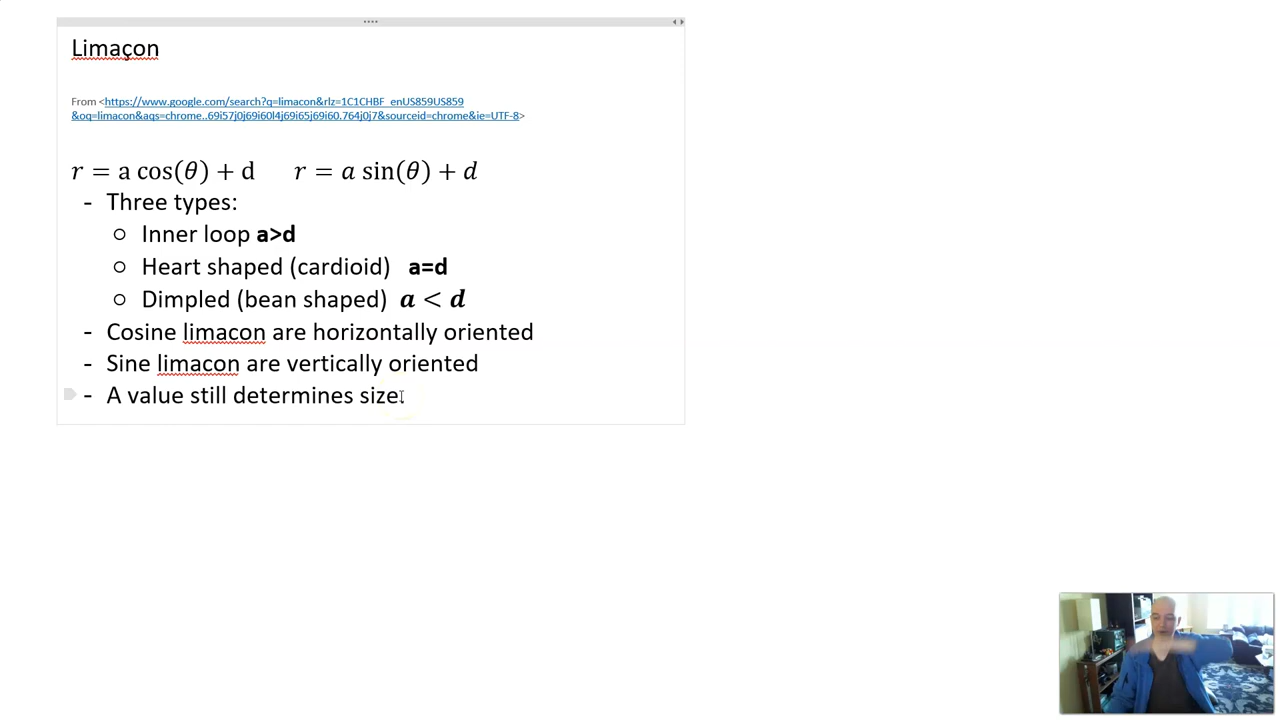 Limaçon
From <https://www.google.com/search?q=limacon&rlz=1C1CHBF_enUS859US859
&oq=limacon&aqs=chrome..69i57j0j69i60l4j69i65j69i60.764j0j7&sourceid=chrome&ie=UTF-8>
r = a cos(θ) + d r = a sin(θ) + d
- Three types:
○ Inner loop a>d
○ Heart shaped (cardioid) a=d
○ Dimpled (bean shaped) a < d
- Cosine limacon are horizontally oriented
- Sine limacon are vertically oriented
- A value still determines size.